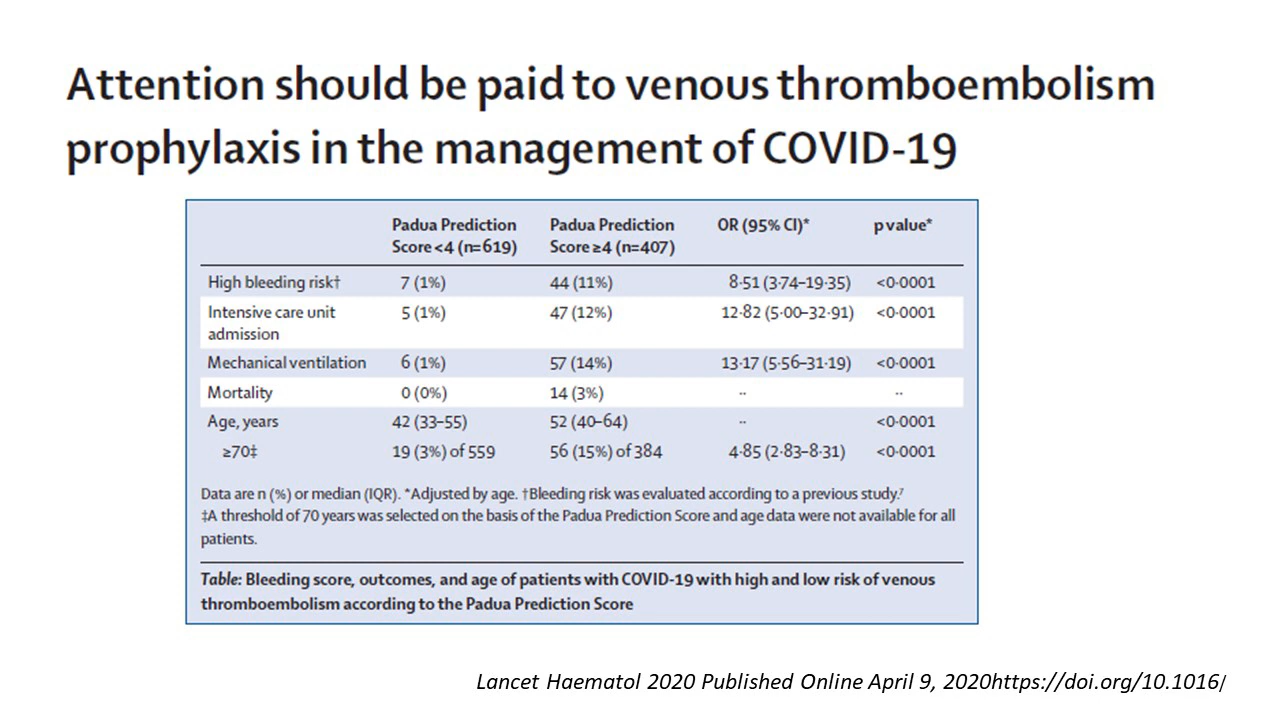 Attention should be paid to venous thromboembolism
prophylaxis in the management of COVID-19
Padua Prediction Padua Prediction OR (95% CI)* p value*
Score <4 (n=619) Score ≥4 (n=407)
High bleeding risk† 7 (1%) 44 (11%) 8·51 (3·74–19·35) <0·0001
Intensive care unit 5 (1%) 47 (12%) 12·82 (5·00–32·91) <0·0001
admission
Mechanical ventilation 6 (1%) 57 (14%) 13·17 (5·56–31·19) <0·0001
Mortality 0 (0%) 14 (3%) ·· ··
Age, years 42 (33–55) 52 (40–64) ·· <0·0001
≥70‡ 19 (3%) of 559 56 (15%) of 384 4·85 (2·83–8·31) <0·0001
Data are n (%) or median (IQR). *Adjusted by age. †Bleeding risk was evaluated according to a previous study.7
‡A threshold of 70 years was selected on the basis of the Padua Prediction Score and age data were not available for all
patients.
Table: Bleeding score, outcomes, and age of patients with COVID-19 with high and low risk of venous
thromboembolism according to the Padua Prediction Score
Lancet Haematol 2020 Published Online April 9, 2020https://doi.org/10.1016/